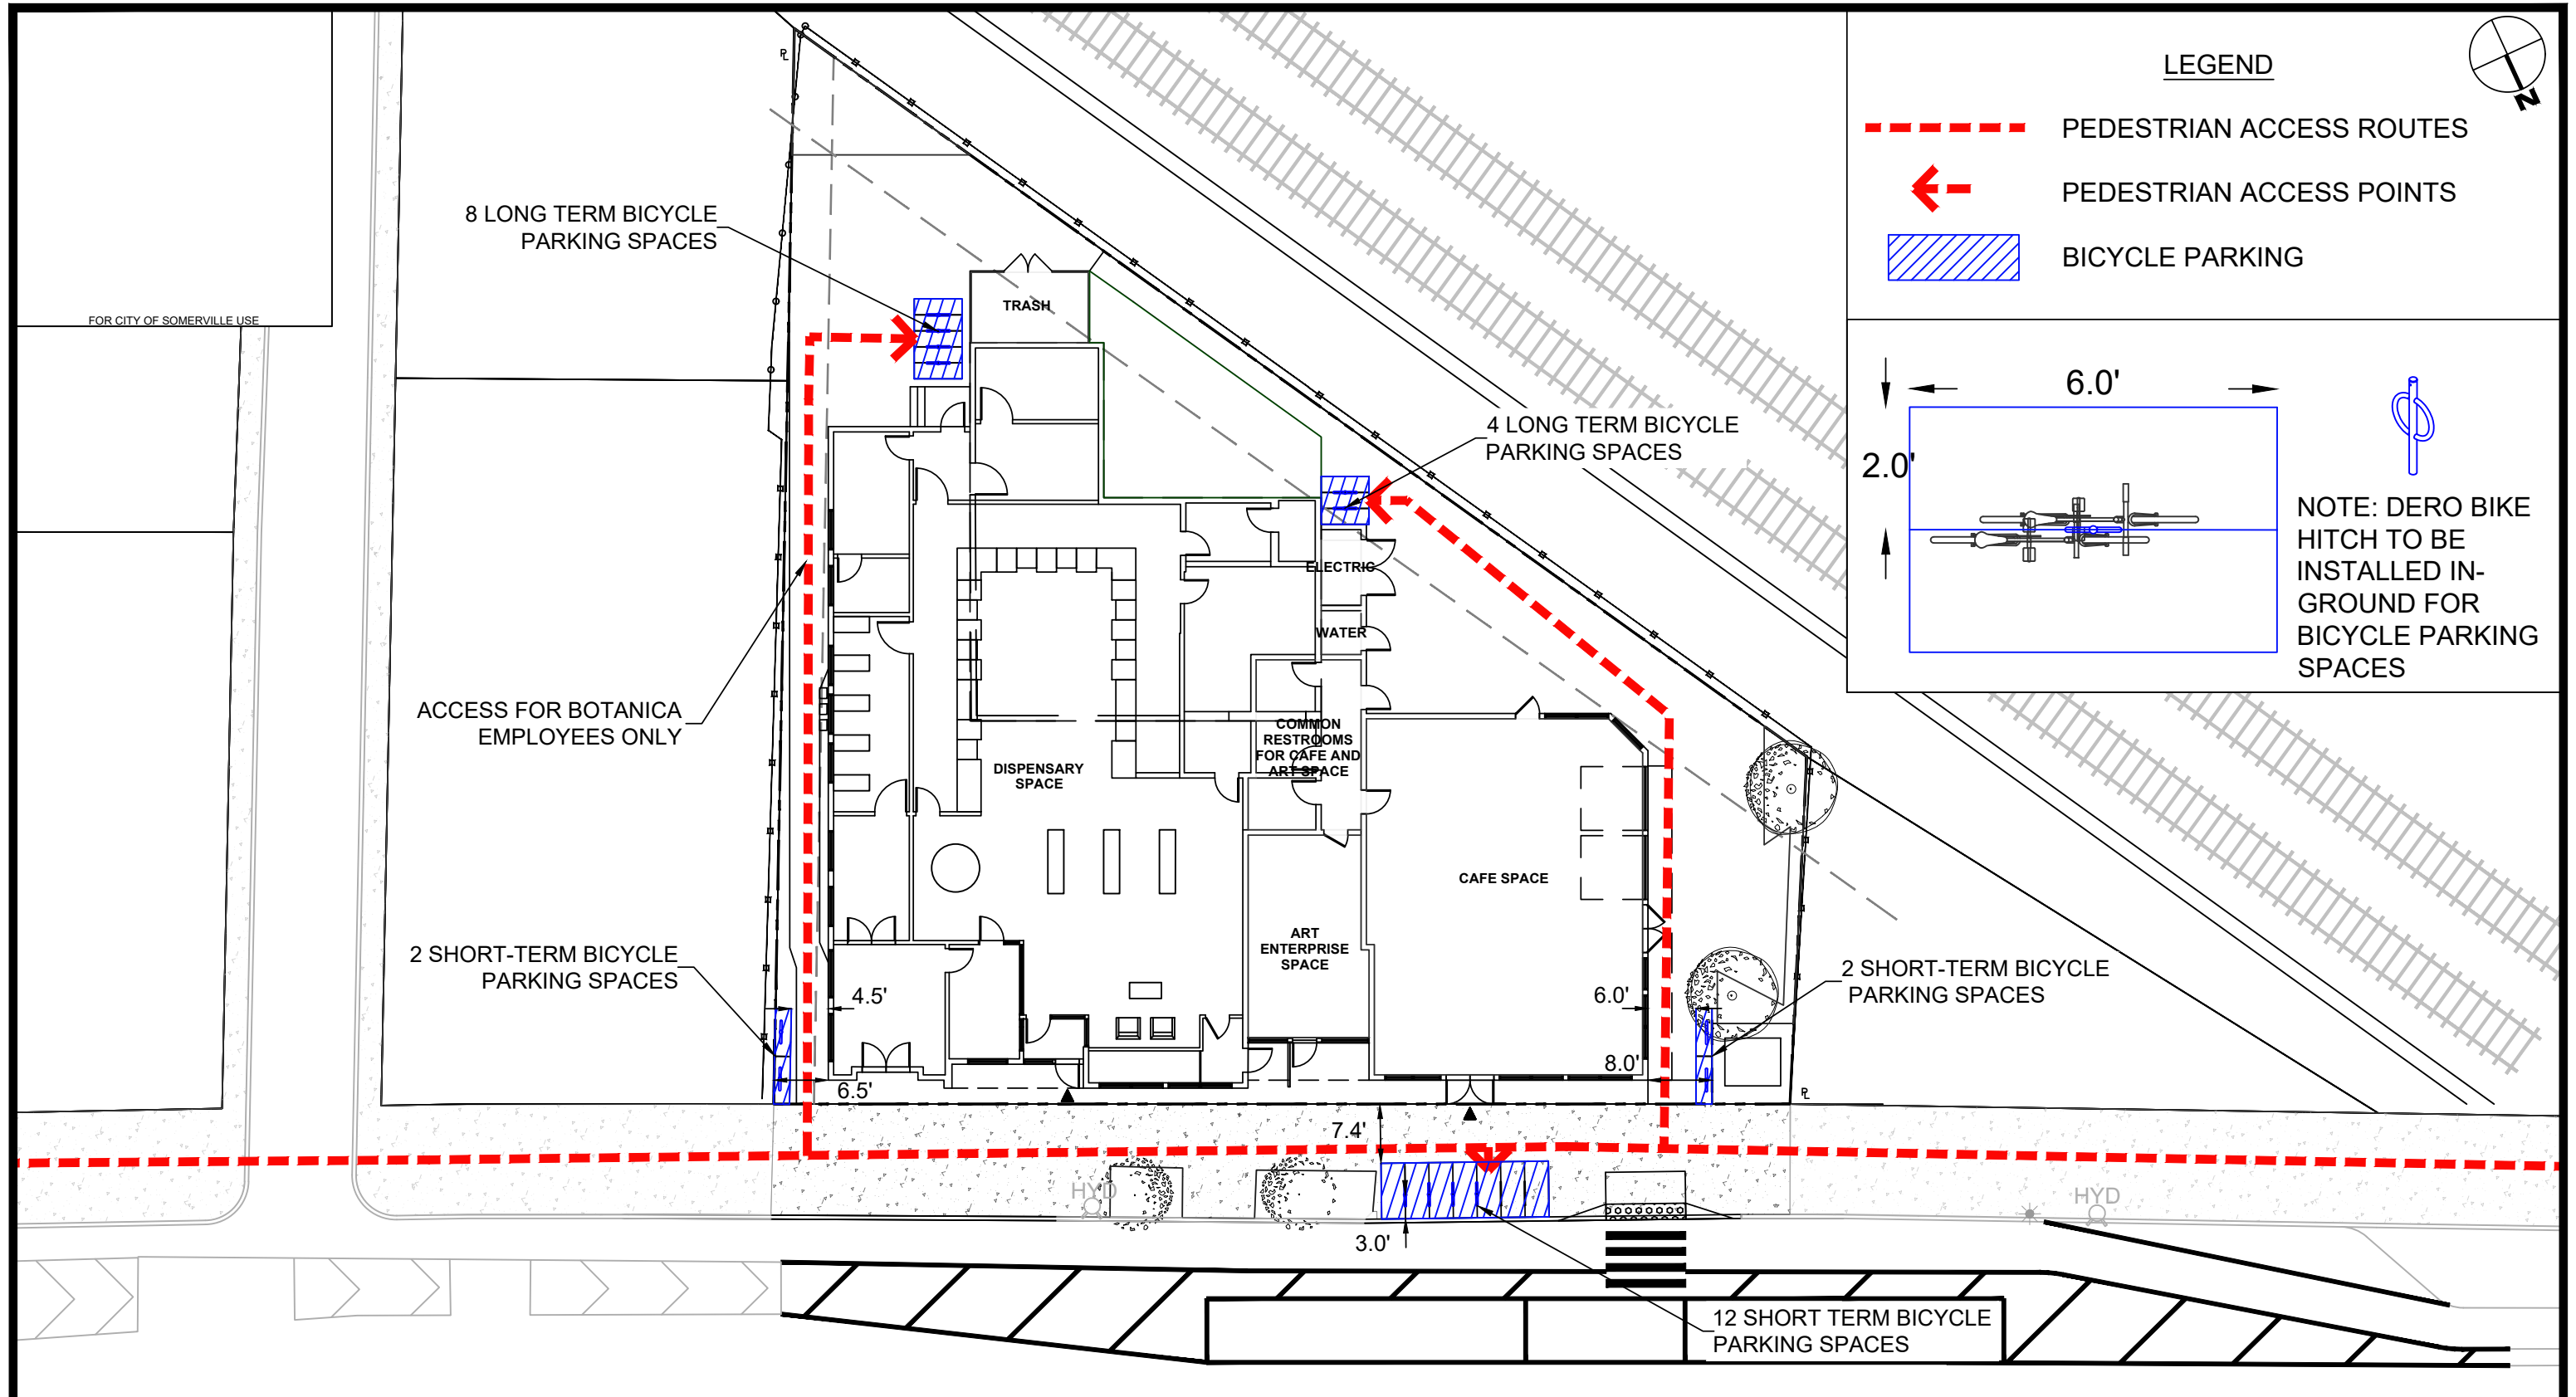 LEGEND
N
PEDESTRIAN ACCESS ROUTES
PEDESTRIAN ACCESS POINTS
BICYCLE PARKING
6.0'
2.0'
NOTE: DERO BIKE
HITCH TO BE
INSTALLED IN-
GROUND FOR
BICYCLE PARKING
SPACES
FOR CITY OF SOMERVILLE USE
PL
8 LONG TERM BICYCLE
PARKING SPACES
TRASH
4 LONG TERM BICYCLE
PARKING SPACES
ELECTRIC
WATER
ACCESS FOR BOTANICA
EMPLOYEES ONLY
COMMON
RESTROOMS
FOR CAFE AND
ART SPACE
DISPENSARY
SPACE
CAFE SPACE
ART
ENTERPRISE
SPACE
2 SHORT-TERM BICYCLE
PARKING SPACES
4.5'
6.0'
2 SHORT-TERM BICYCLE
PARKING SPACES
6.5'
8.0'
PL
7.4'
HYD
HYD
3.0'
12 SHORT TERM BICYCLE
PARKING SPACES